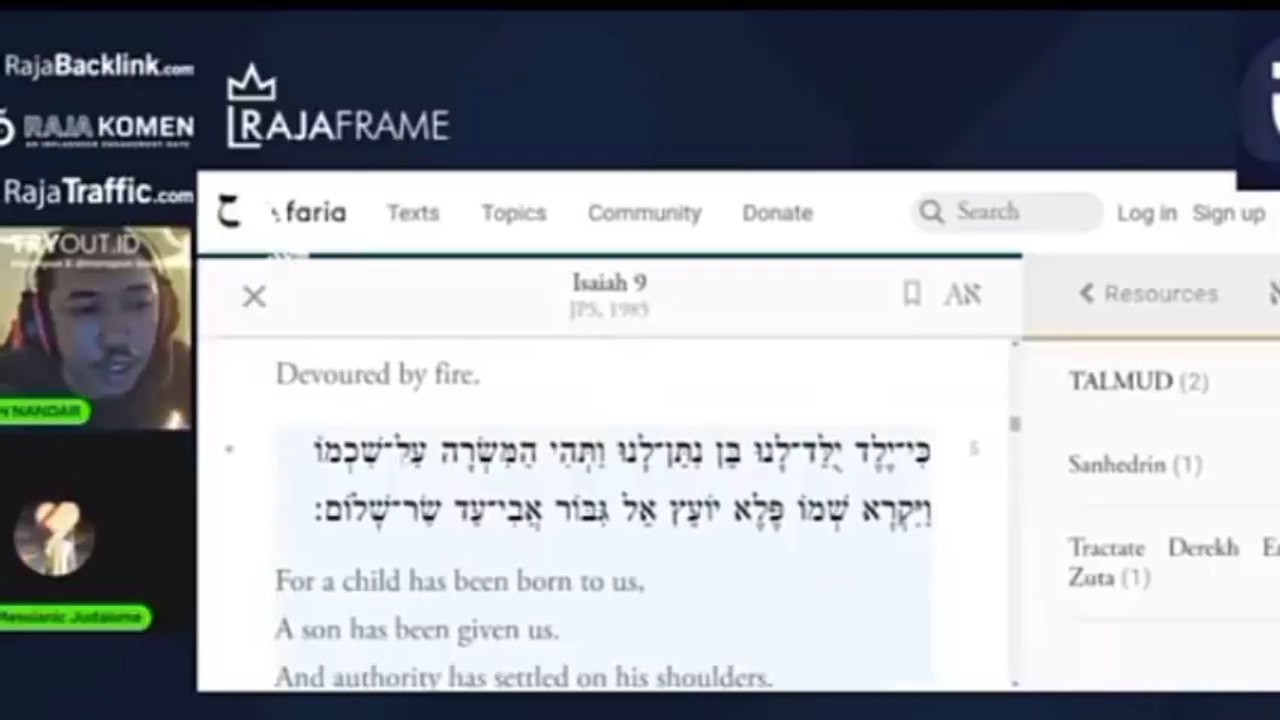 RajaBacklink.com
RAJA KOMEN
RajaTraffic.com
RAJAFRAME
faria
Texts
Topics
Community
Donate
Search
Log in
Sign up
TRYOUT.ID
NANDAR
Messianic Judaisme
Isaiah 9
JPS, 1985
אA
Resources
Devoured by fire.
5
כִּי־יֶלֶד יֻלַּד־לָנוּ בֵּן נִתַּן־לָנוּ וַתְּהִי הַמִּשְׂרָה עַל־שִׁכְמוֹ
וַיִּקְרָא שְׁמוֹ פֶּלֶא יוֹעֵץ אֵל גִּבּוֹר אֲבִי־עַד שַׂר־שָׁלוֹם׃
For a child has been born to us,
A son has been given us.
And authority has settled on his shoulders.
TALMUD (2)
Sanhedrin (1)
Tractate Derekh
Zuta (1)